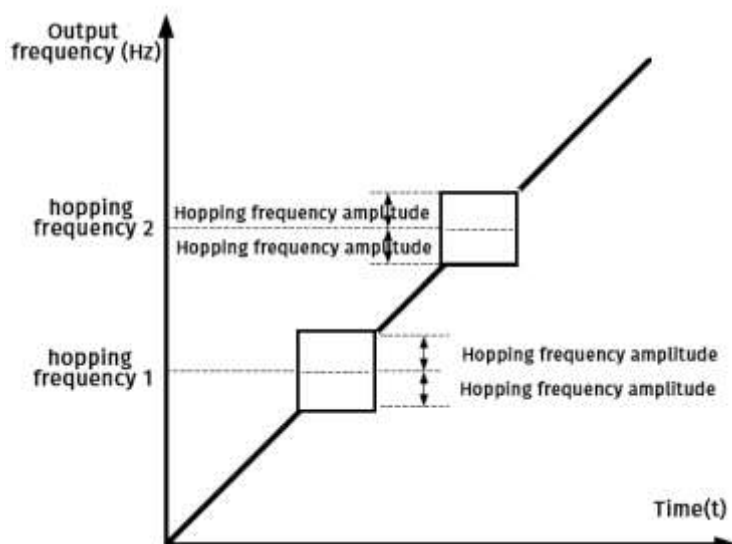 Output
frequency (Hz)
hopping
frequency 2
Hopping frequency amplitude
Hopping frequency amplitude
hopping
frequency 1
Hopping frequency amplitude
Hopping frequency amplitude
Time(t)